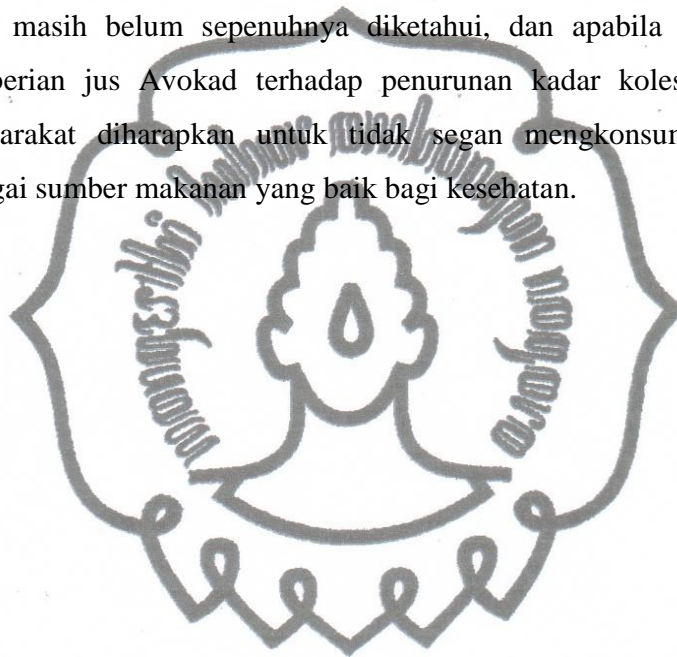 masih belum sepenuhnya diketahui, dan apabila
berian jus Avokad terhadap penurunan kadar koles
arakat diharapkan untuk tidak segan mengkonsum
gai sumber makanan yang baik bagi kesehatan.